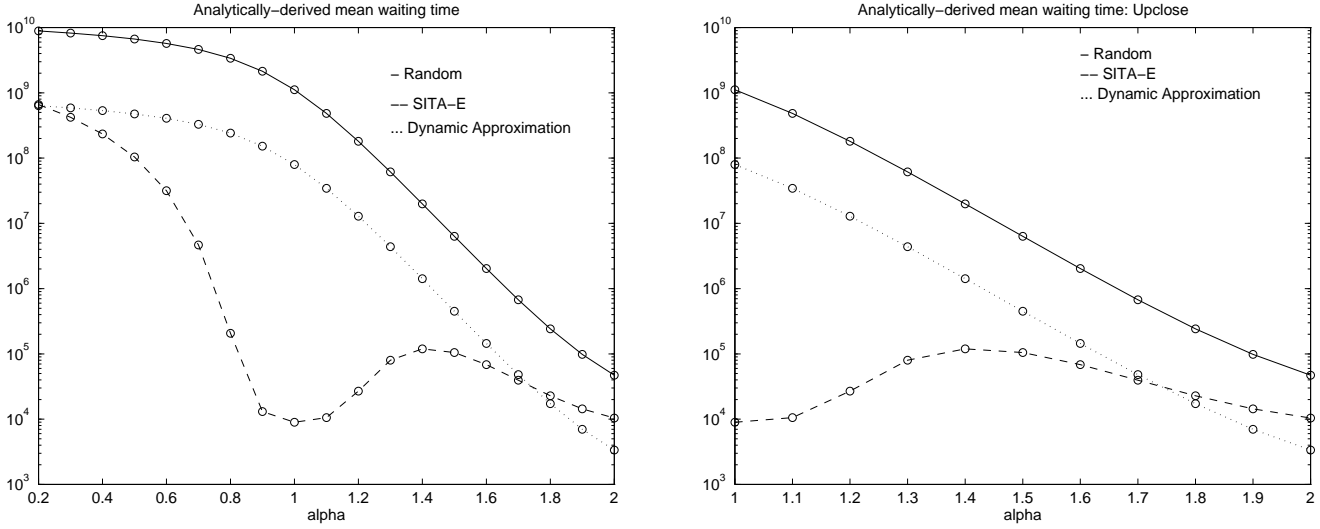 Analytically−derived mean waiting time
10^10
10^9
10^8
10^7
10^6
10^5
10^4
10^3
− Random
−− SITA−E
... Dynamic Approximation
0.2 0.4 0.6 0.8 1 1.2 1.4 1.6 1.8 2
alpha
Analytically−derived mean waiting time: Upclose
10^10
10^9
10^8
10^7
10^6
10^5
10^4
10^3
− Random
−− SITA−E
... Dynamic Approximation
1 1.1 1.2 1.3 1.4 1.5 1.6 1.7 1.8 1.9 2
alpha